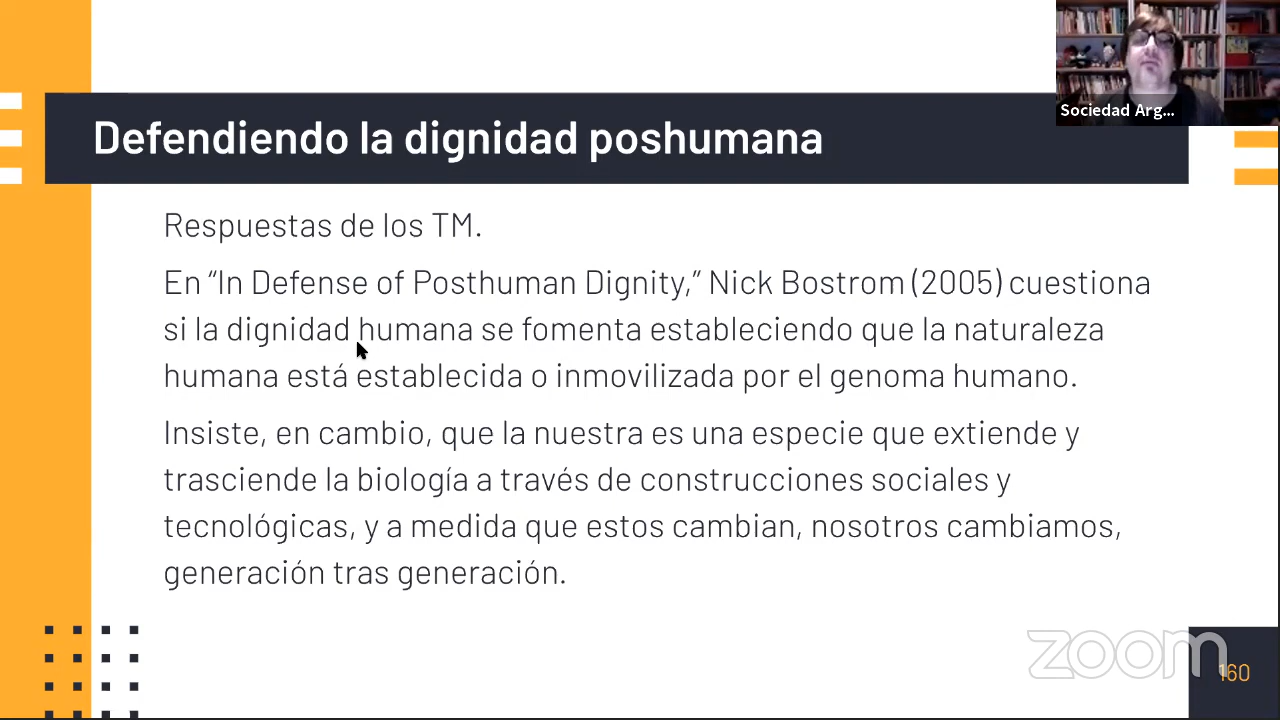 Sociedad Arg...
Defendiendo la dignidad poshumana
Respuestas de los TM.
En “In Defense of Posthuman Dignity,” Nick Bostrom (2005) cuestiona
si la dignidad humana se fomenta estableciendo que la naturaleza
humana está establecida o inmovilizada por el genoma humano.
Insiste, en cambio, que la nuestra es una especie que extiende y
trasciende la biología a través de construcciones sociales y
tecnológicas, y a medida que estos cambian, nosotros cambiamos,
generación tras generación.
zoom
160